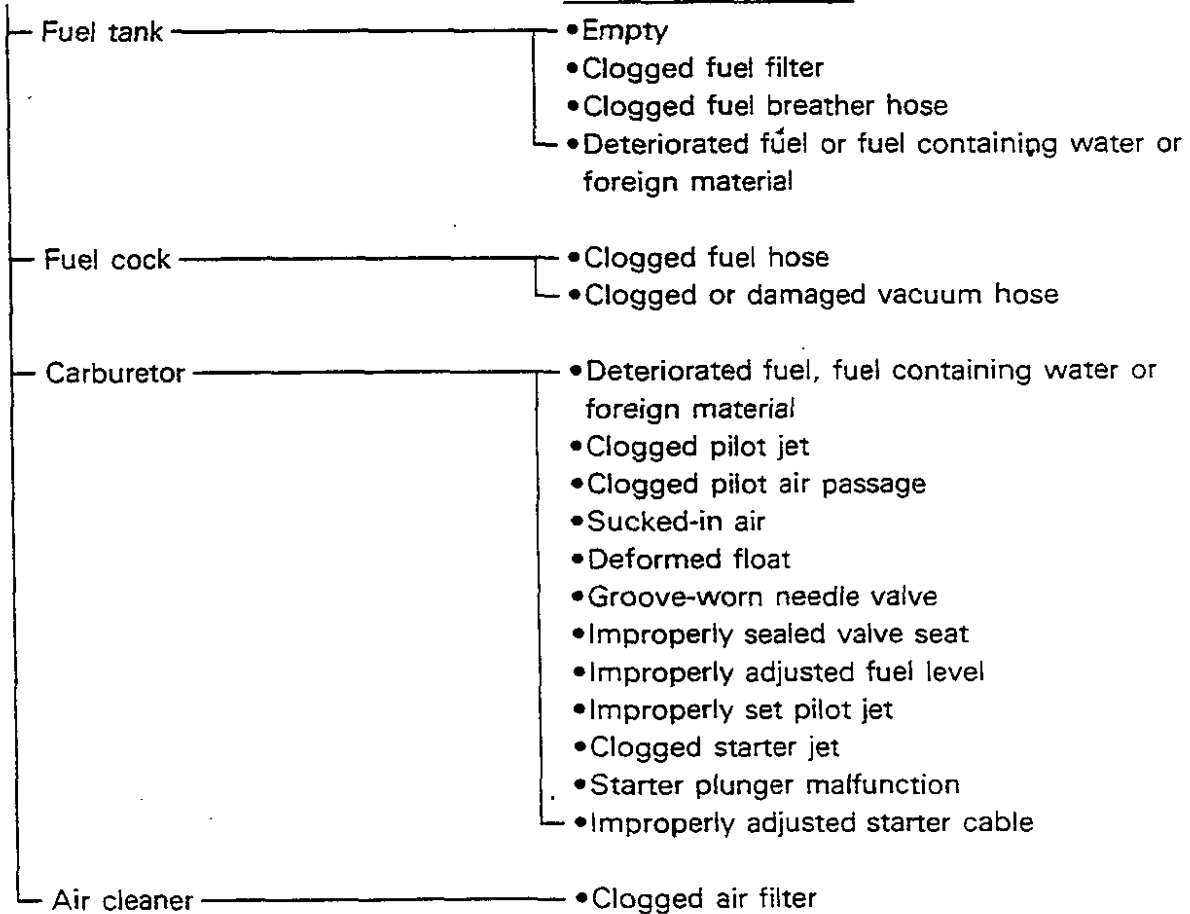 Fuel tank
•Empty
•Clogged fuel filter
•Clogged fuel breather hose
•Deteriorated fuel or fuel containing water or
foreign material
Fuel cock
•Clogged fuel hose
•Clogged or damaged vacuum hose
Carburetor
•Deteriorated fuel, fuel containing water or
foreign material
•Clogged pilot jet
•Clogged pilot air passage
•Sucked-in air
•Deformed float
•Groove-worn needle valve
•Improperly sealed valve seat
•Improperly adjusted fuel level
•Improperly set pilot jet
•Clogged starter jet
•Starter plunger malfunction
•Improperly adjusted starter cable
Air cleaner
•Clogged air filter